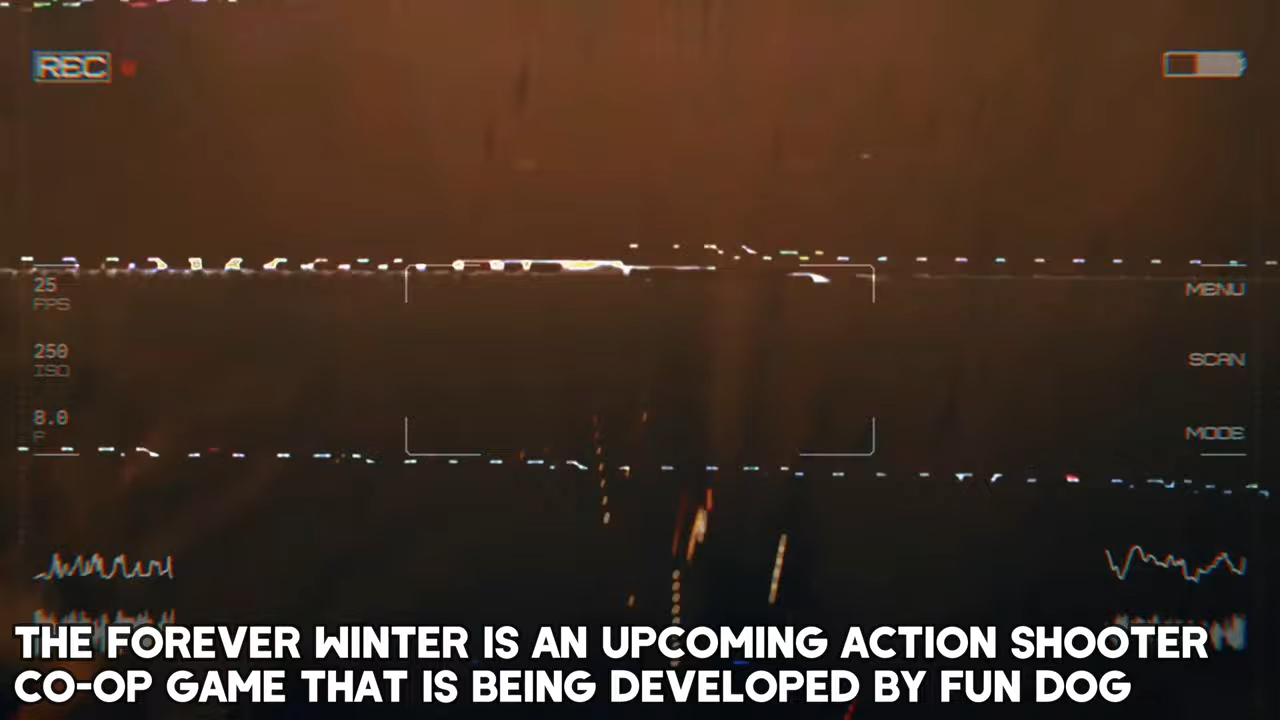 REC
25
FPS
MENU
250
ISO
SCAN
8.0
F
MODE
THE FOREVER WINTER IS AN UPCOMING ACTION SHOOTER
CO-OP GAME THAT IS BEING DEVELOPED BY FUN DOG